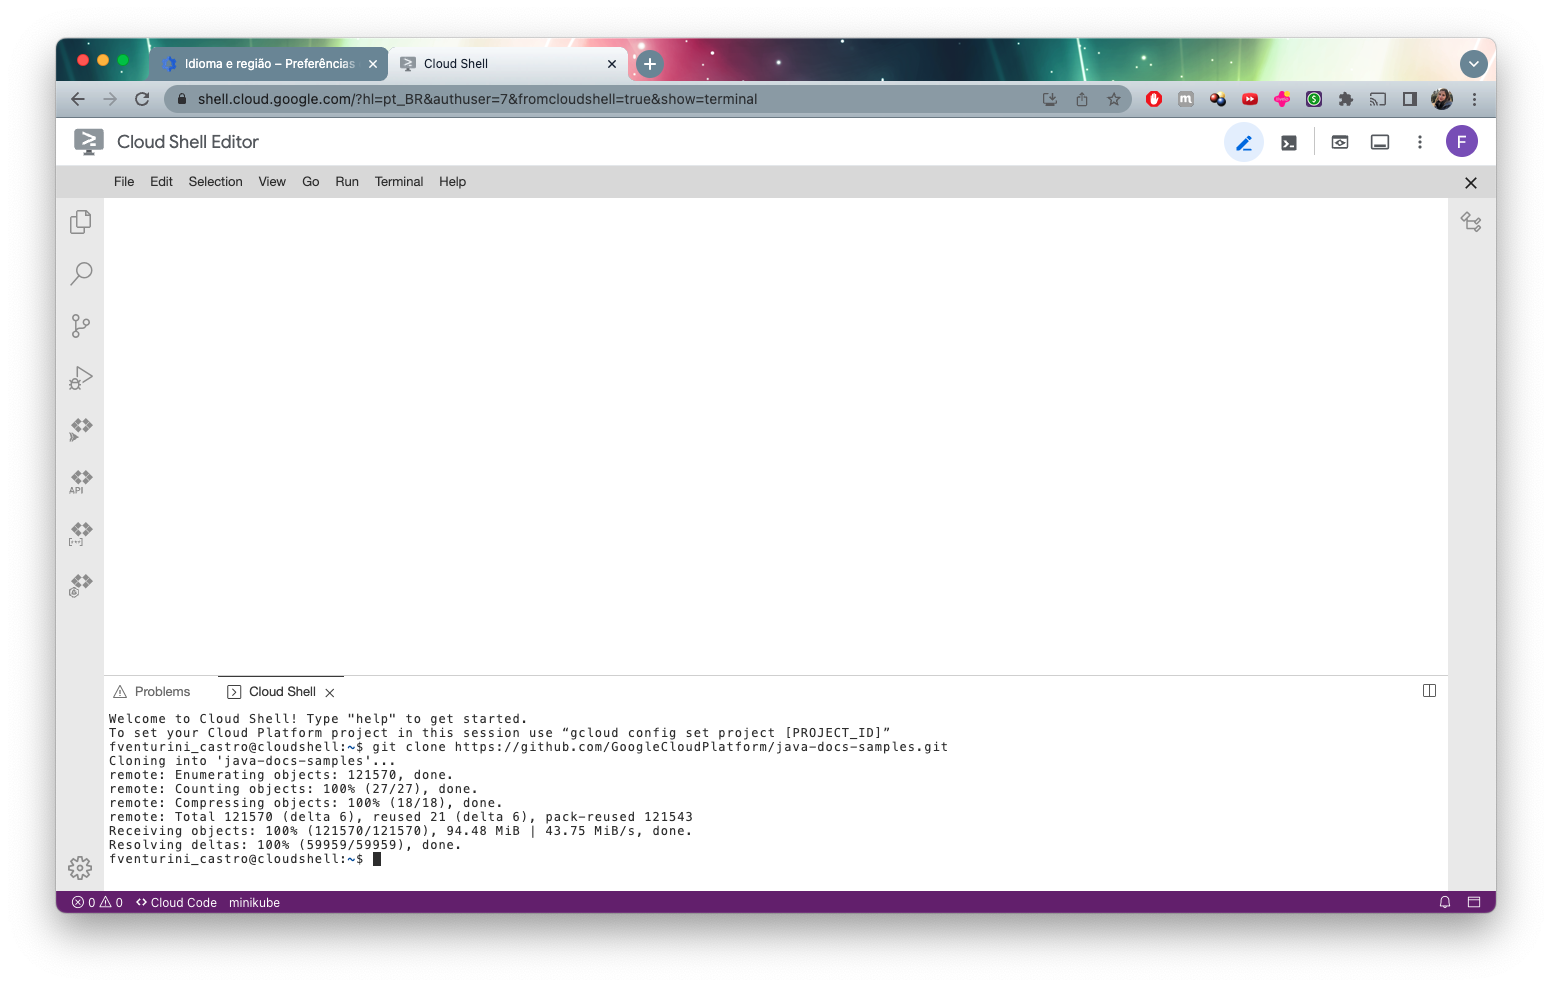 Idioma e região – Preferências
Cloud Shell
shell.cloud.google.com/?hl=pt_BR&authuser=7&fromcloudshell=true&show=terminal
m
Cloud Shell Editor
F
File Edit Selection View Go Run Terminal Help
API
Problems
Cloud Shell
Welcome to Cloud Shell! Type "help" to get started.
To set your Cloud Platform project in this session use “gcloud config set project [PROJECT_ID]”
fventurini_castro@cloudshell:~$ git clone https://github.com/GoogleCloudPlatform/java-docs-samples.git
Cloning into 'java-docs-samples'...
remote: Enumerating objects: 121570, done.
remote: Counting objects: 100% (27/27), done.
remote: Compressing objects: 100% (18/18), done.
remote: Total 121570 (delta 6), reused 21 (delta 6), pack-reused 121543
Receiving objects: 100% (121570/121570), 94.48 MiB | 43.75 MiB/s, done.
Resolving deltas: 100% (59959/59959), done.
fventurini_castro@cloudshell:~$
0 0 Cloud Code minikube